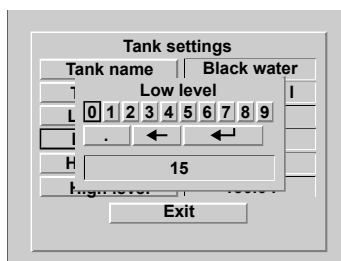 Tank settings
Tank name Black water
Low level
0 1 2 3 4 5 6 7 8 9
.
15
Exit